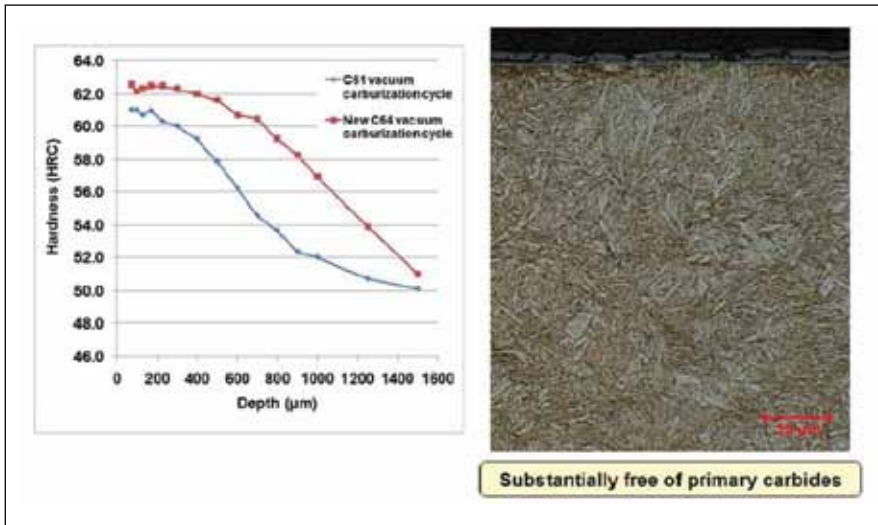 64.0
62.0
60.0
58.0
56.0
54.0
52.0
50.0
48.0
46.0
Hardness (HRC)
0 200 400 600 800 1000 1200 1400 1600
Depth (µm)
C61 vacuum
carburization cycle
New C64 vacuum
carburization cycle
µm
Substantially free of primary carbides